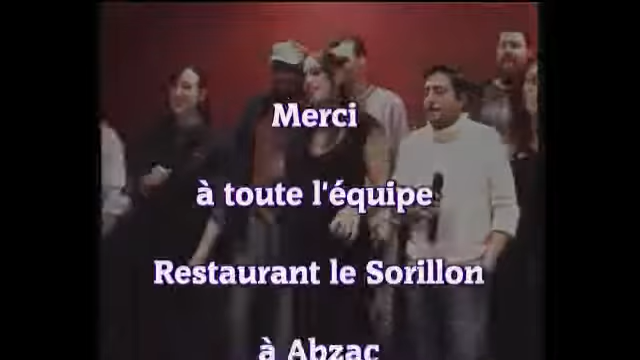 Merci
à toute l'équipe
Restaurant le Sorillon
à Abzac